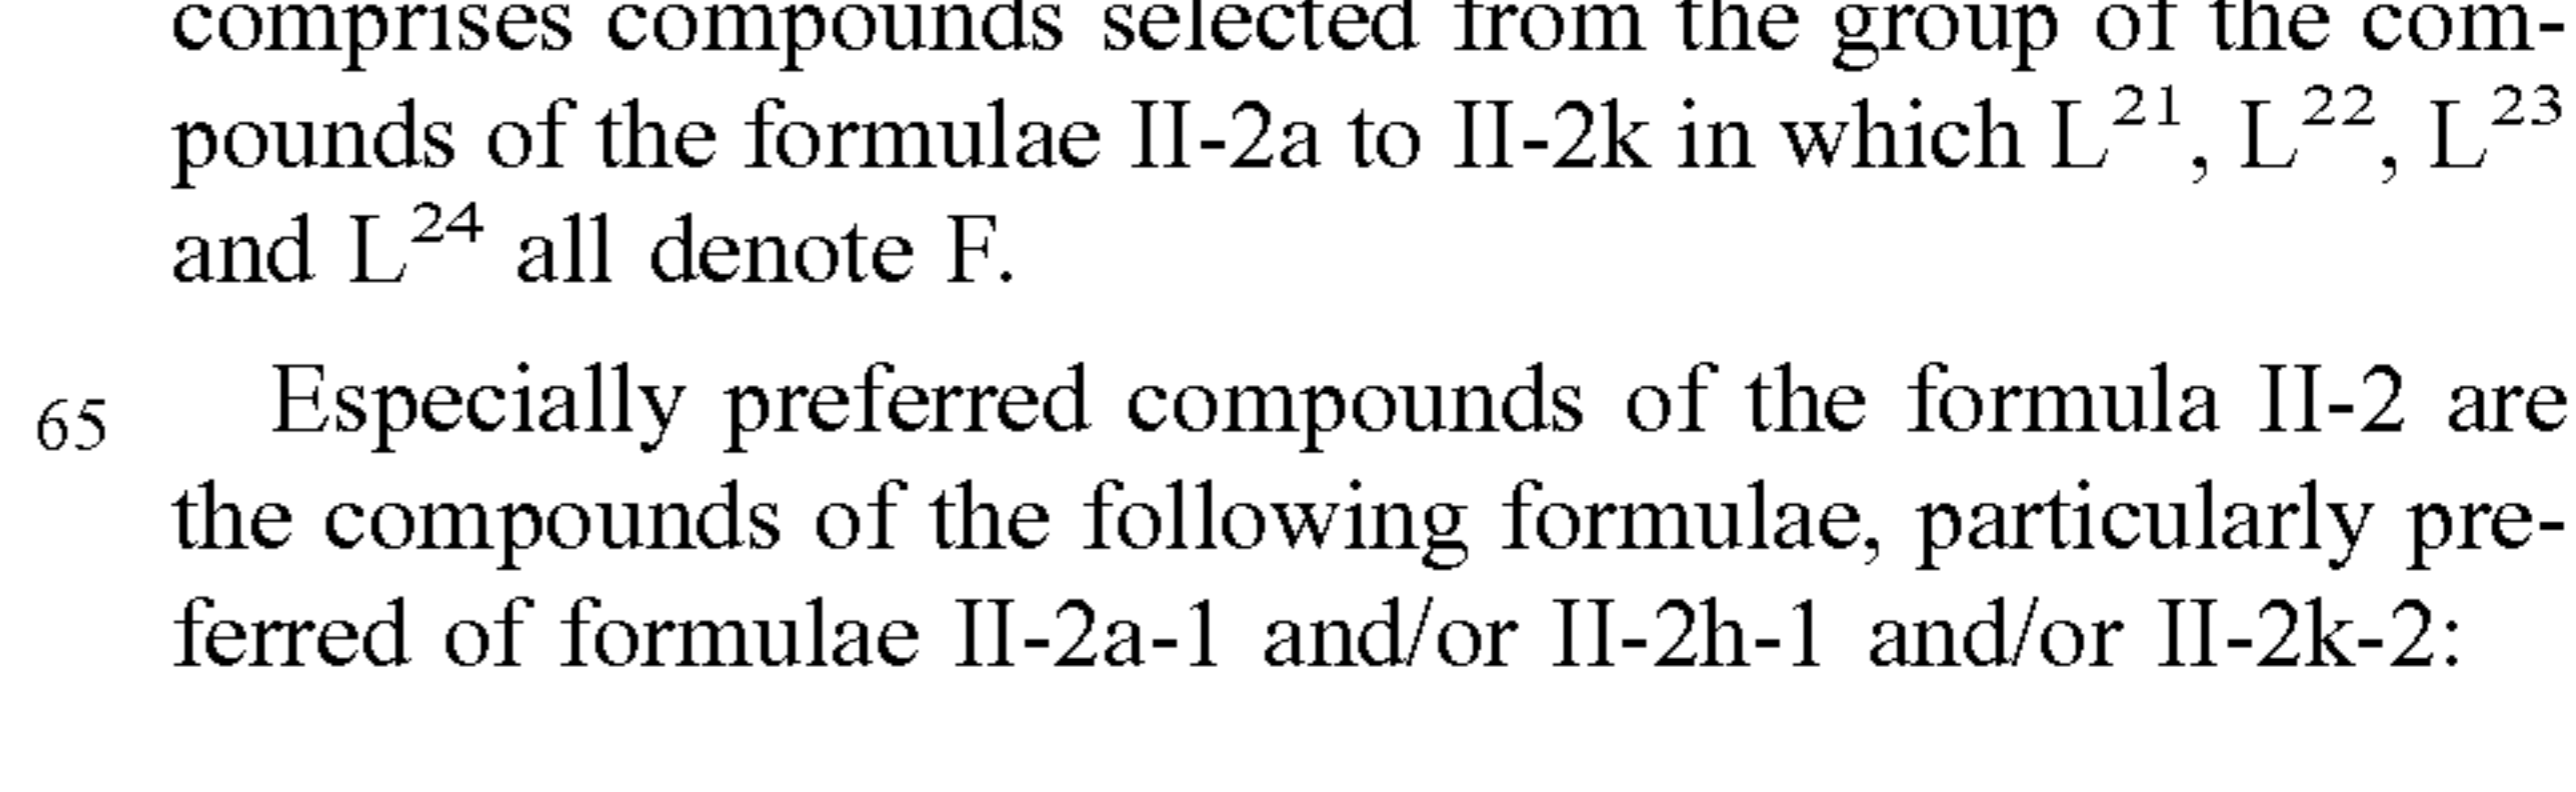 comprises compounds selected from the group of the com-
pounds of the formulae II-2a to II-2k in which L²¹, L²², L²³
and L²⁴ all denote F.
65 Especially preferred compounds of the formula II-2 are
the compounds of the following formulae, particularly pre-
ferred of formulae II-2a-1 and/or II-2h-1 and/or II-2k-2: